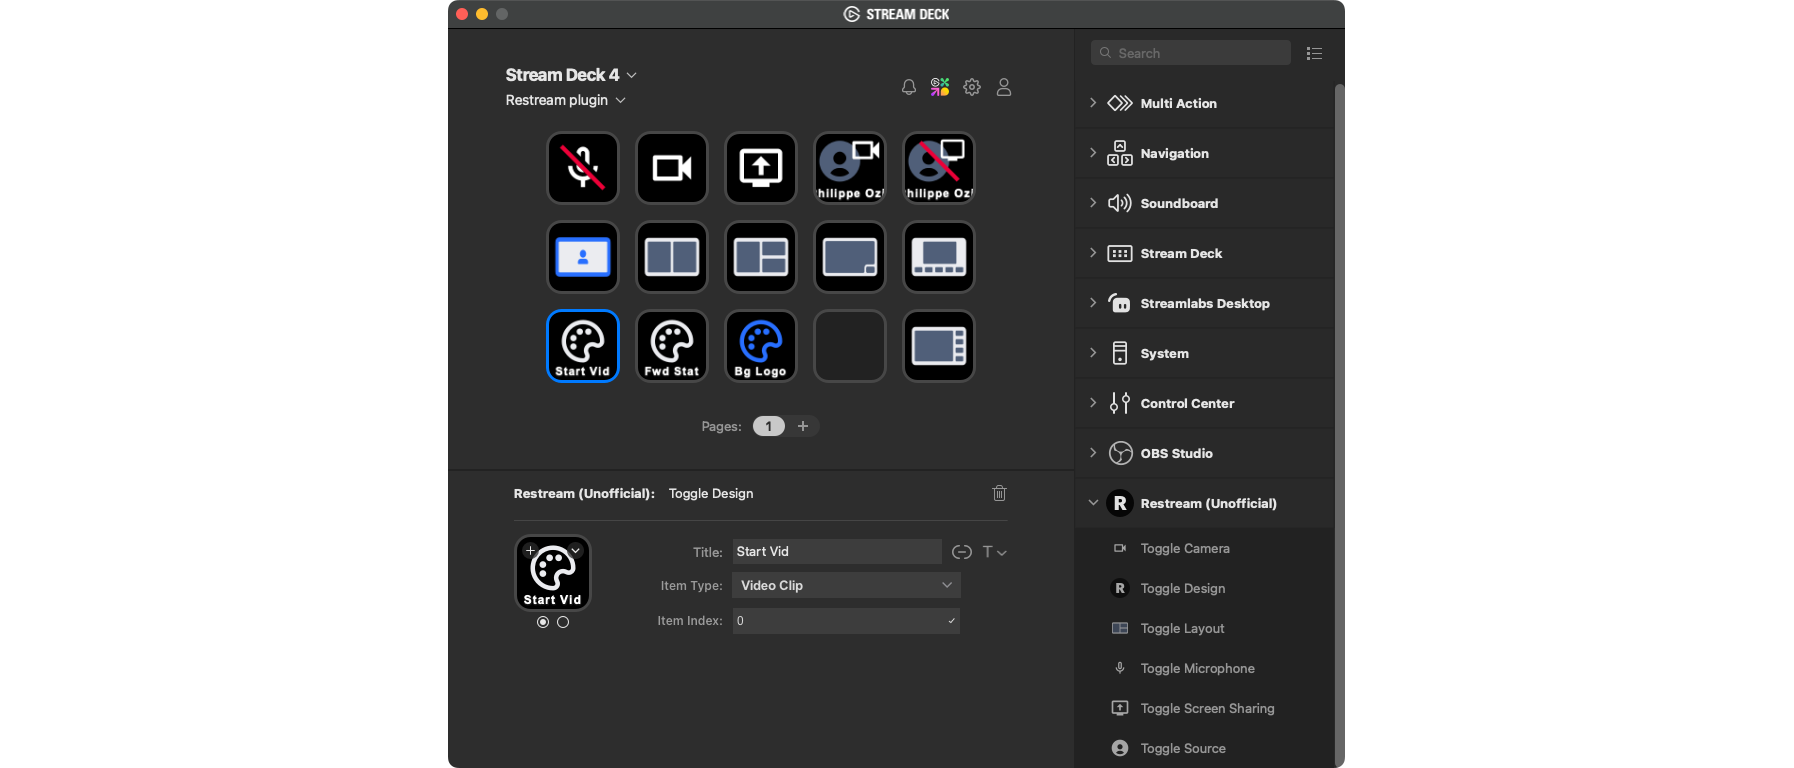 STREAM DECK
Stream Deck 4
Restream plugin
hilippe Oz
hilippe Oz
Start Vid
Fwd Stat
Bg Logo
Pages:
1
+
Restream (Unofficial):
Toggle Design
Start Vid
Title:
Start Vid
T
Item Type:
Video Clip
Item Index:
0
Search
Multi Action
Navigation
Soundboard
Stream Deck
Streamlabs Desktop
System
Control Center
OBS Studio
R
Restream (Unofficial)
Toggle Camera
R
Toggle Design
Toggle Layout
Toggle Microphone
Toggle Screen Sharing
Toggle Source